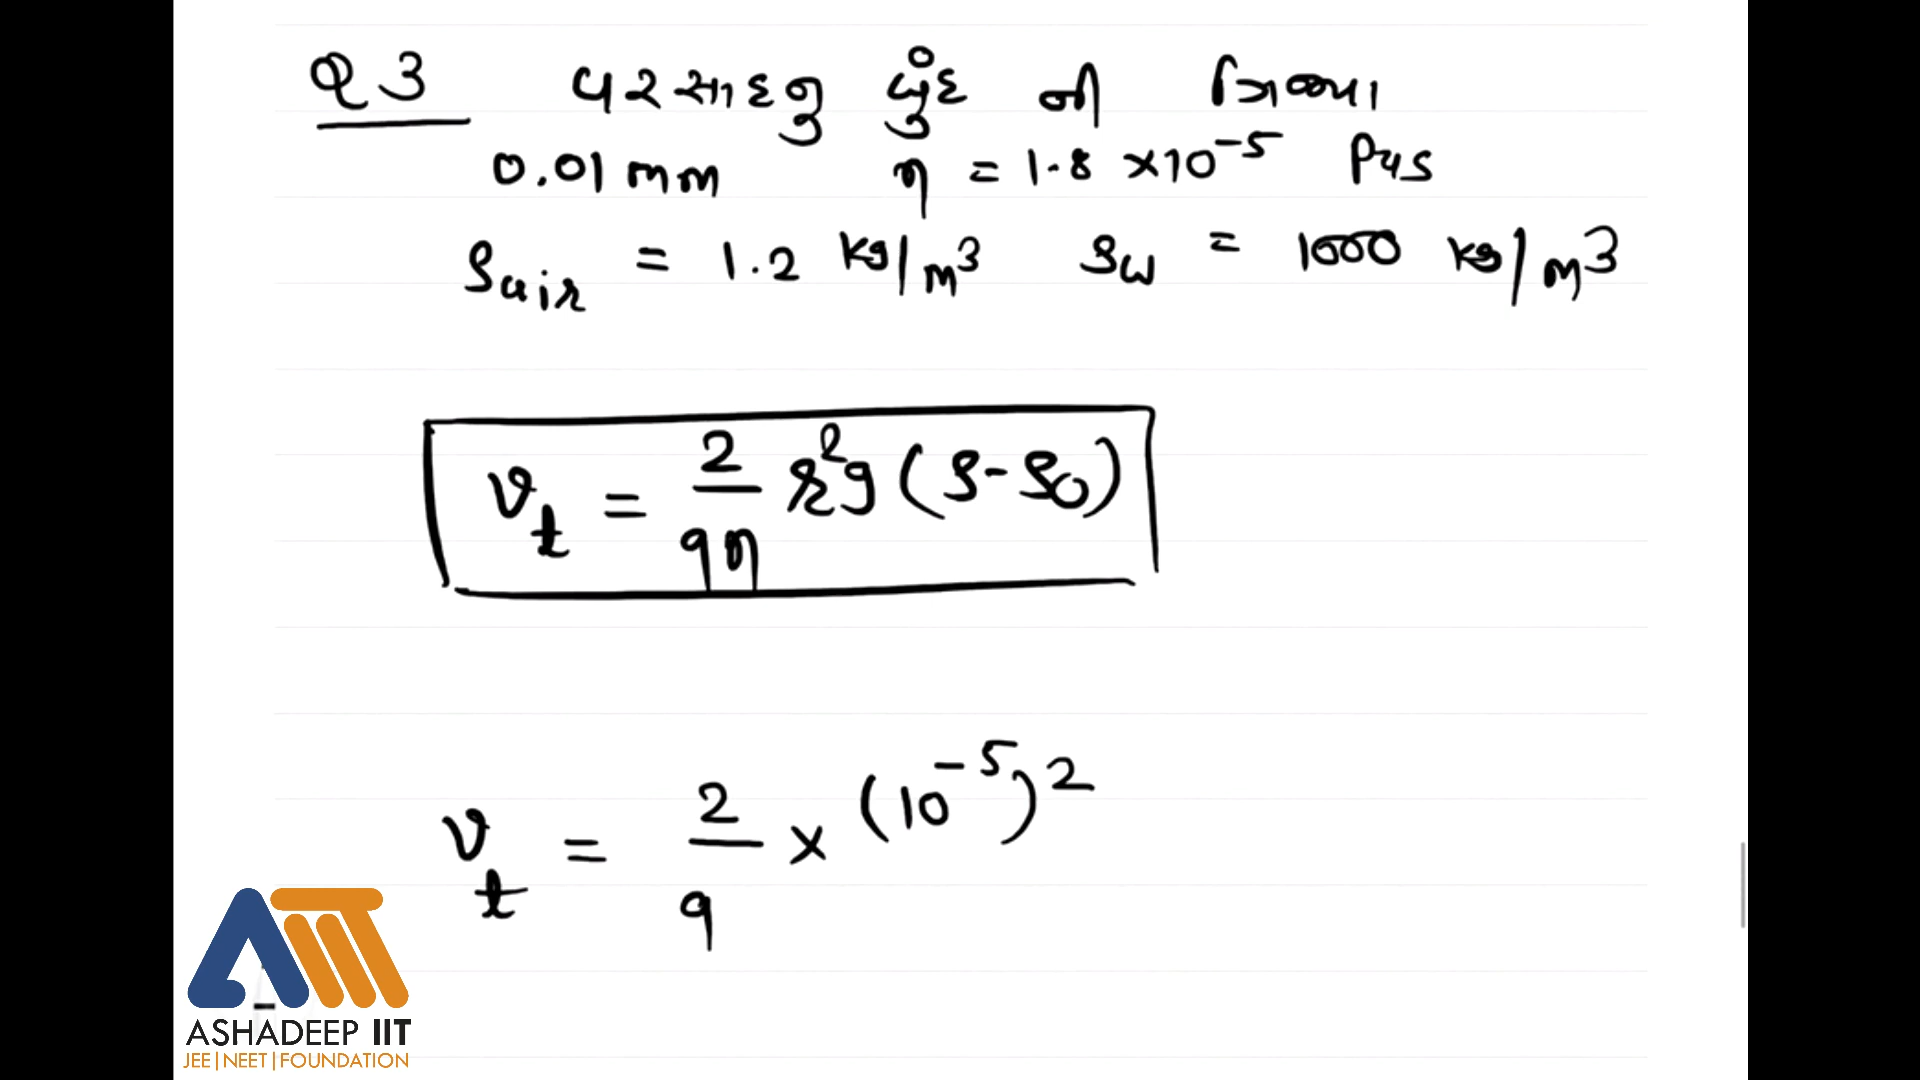 Q 3 વરસાદનુ બુંદ ની ત્રિજ્યા
0.01 mm η = 1.8 ×10⁻⁵ Pas
ρair = 1.2 kg/m³ ρw = 1000 kg/m³
vt = 2/9η r²g (ρ-ρ0)
vt = 2/9 × (10⁻⁵)²
ASHADEEP IIT
JEE|NEET|FOUNDATION